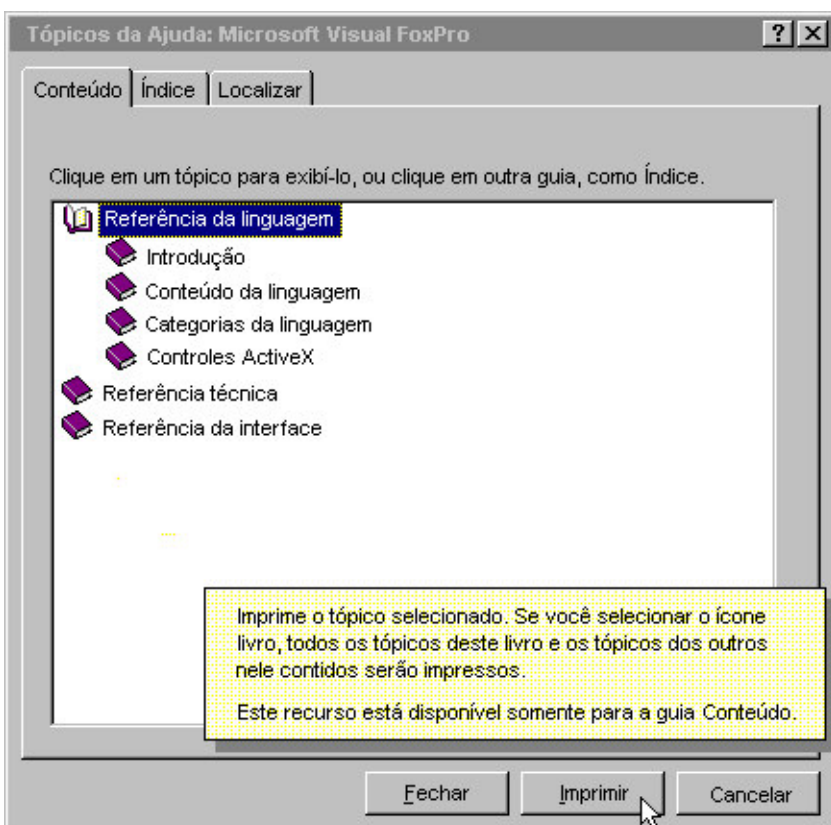 Tópicos da Ajuda: Microsoft Visual FoxPro
Conteúdo Índice Localizar
Clique em um tópico para exibí-lo, ou clique em outra guia, como Índice.
Referência da linguagem
Introdução
Conteúdo da linguagem
Categorias da linguagem
Controles ActiveX
Referência técnica
Referência da interface
Imprime o tópico selecionado. Se você selecionar o ícone
livro, todos os tópicos deste livro e os tópicos dos outros
nele contidos serão impressos.
Este recurso está disponível somente para a guia Conteúdo.
Fechar Imprimir Cancelar